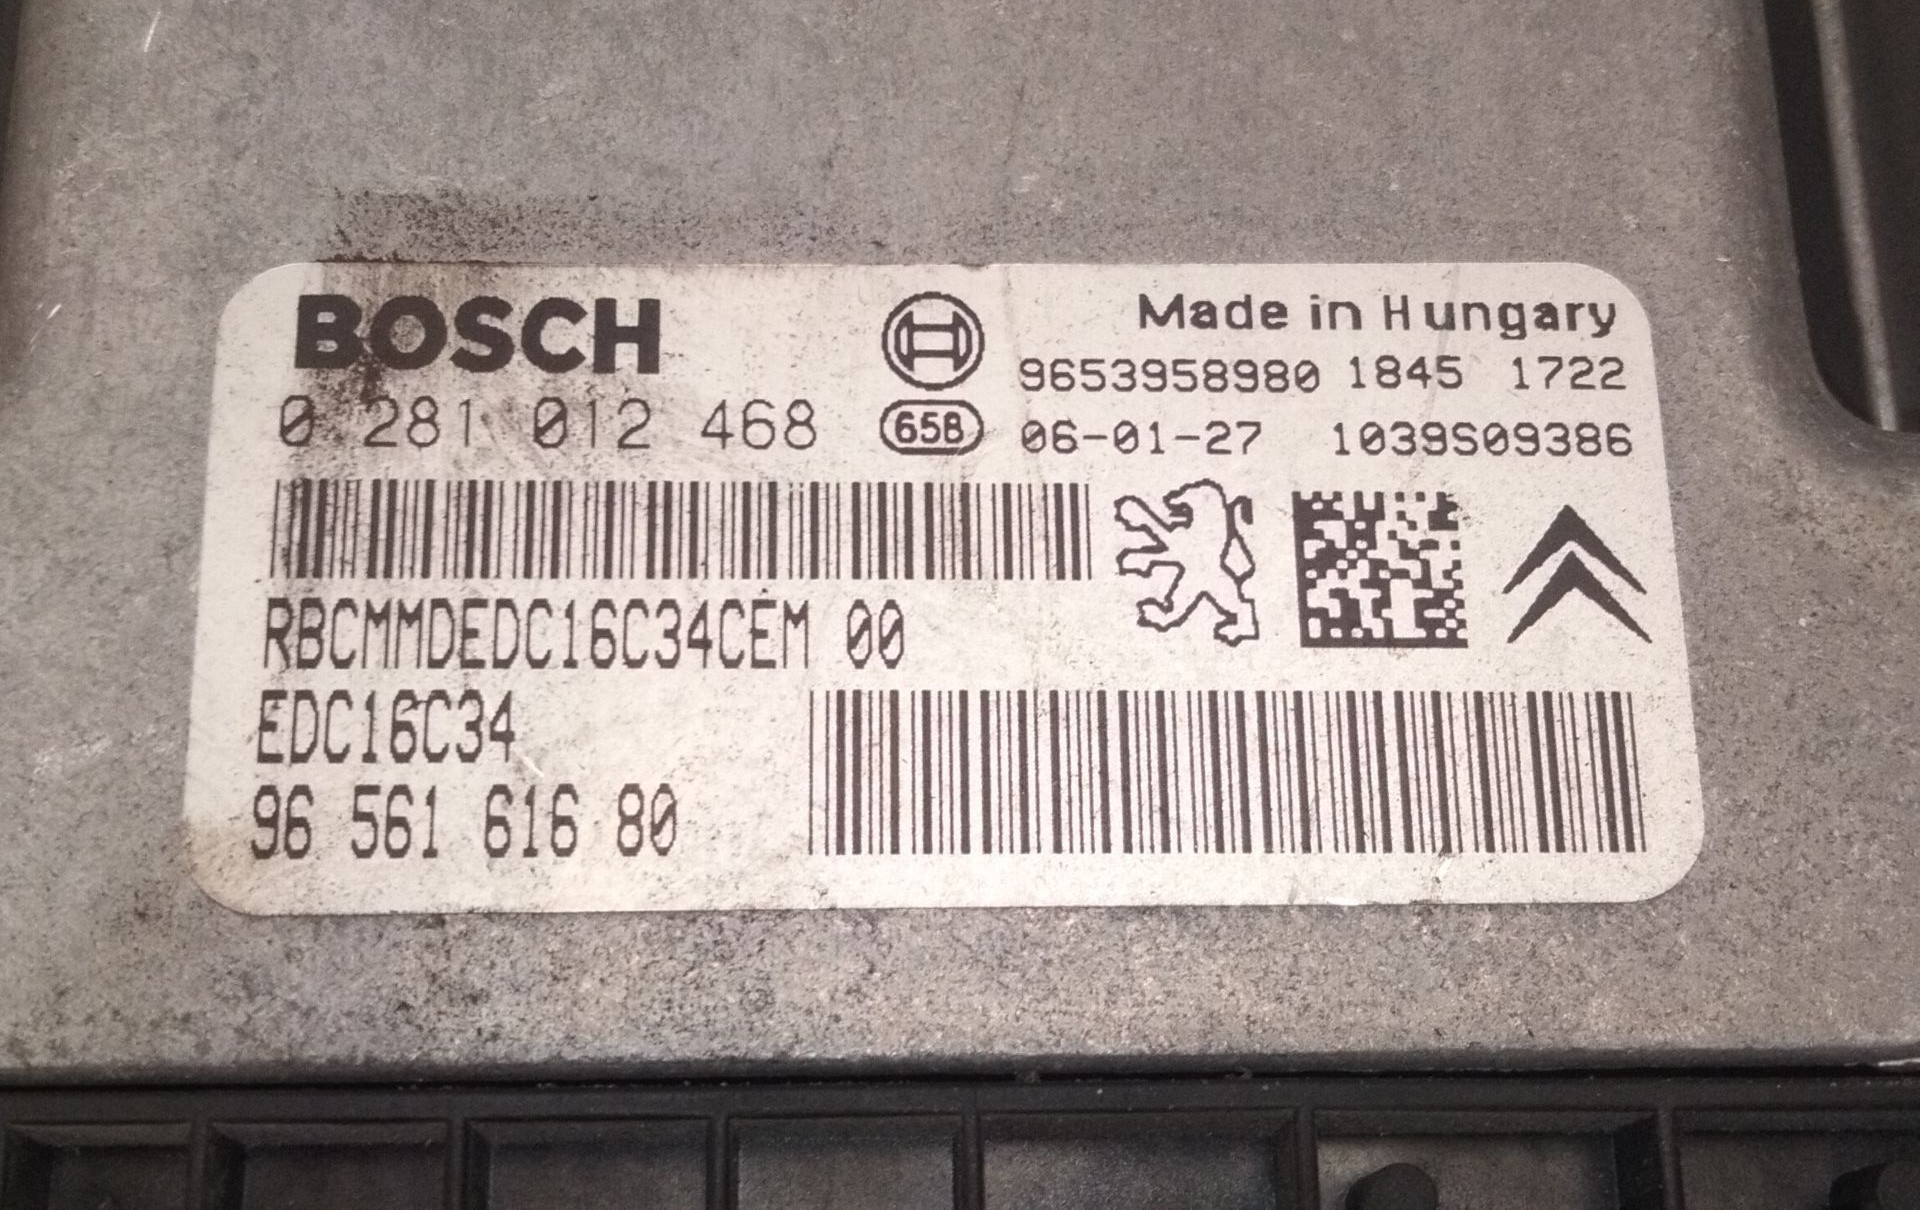 BOSCH
Made in Hungary
9653958980 1845 1722
0 281 012 468
65B
06-01-27 1039S09386
RBCMMDEDC16C34CEM 00
EDC16C34
96 561 616 80